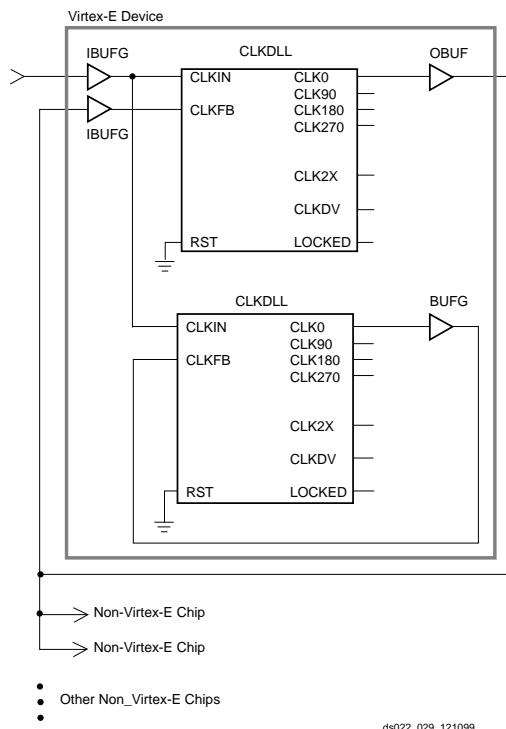 Virtex-E Device
IBUFG
CLKDLL
OBUF
CLKIN
CLK0
CLK90
CLKFB
CLK180
CLK270
IBUFG
CLK2X
CLKDV
RST
LOCKED
CLKDLL
BUFG
CLKIN
CLK0
CLK90
CLKFB
CLK180
CLK270
CLK2X
CLKDV
RST
LOCKED
Non-Virtex-E Chip
Non-Virtex-E Chip
Other Non_Virtex-E Chips
ds022_029_121099